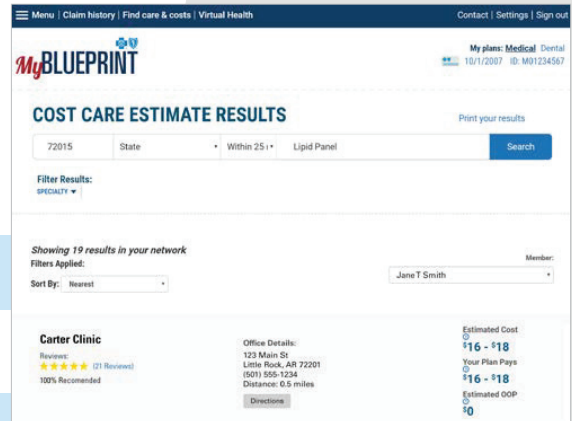 Menu | Claim history | Find care & costs | Virtual Health
Contact | Settings | Sign out
MyBLUEPRINT
My plans: Medical Dental
10/1/2007 ID: M01234567
COST CARE ESTIMATE RESULTS
Print your results
72015 State Within 25 Lipid Panel Search
Filter Results:
SPECIALTY
Showing 19 results in your network
Filters Applied:
Member:
Sort By: Nearest
Jane T Smith
Carter Clinic
Reviews:
(21 Reviews)
100% Recomended
Office Details:
123 Main St
Little Rock, AR 72201
(501) 555-1234
Distance: 0.5 miles
Directions
Estimated Cost
$16 - $18
Your Plan Pays
$16 - $18
Estimated OOP
$0